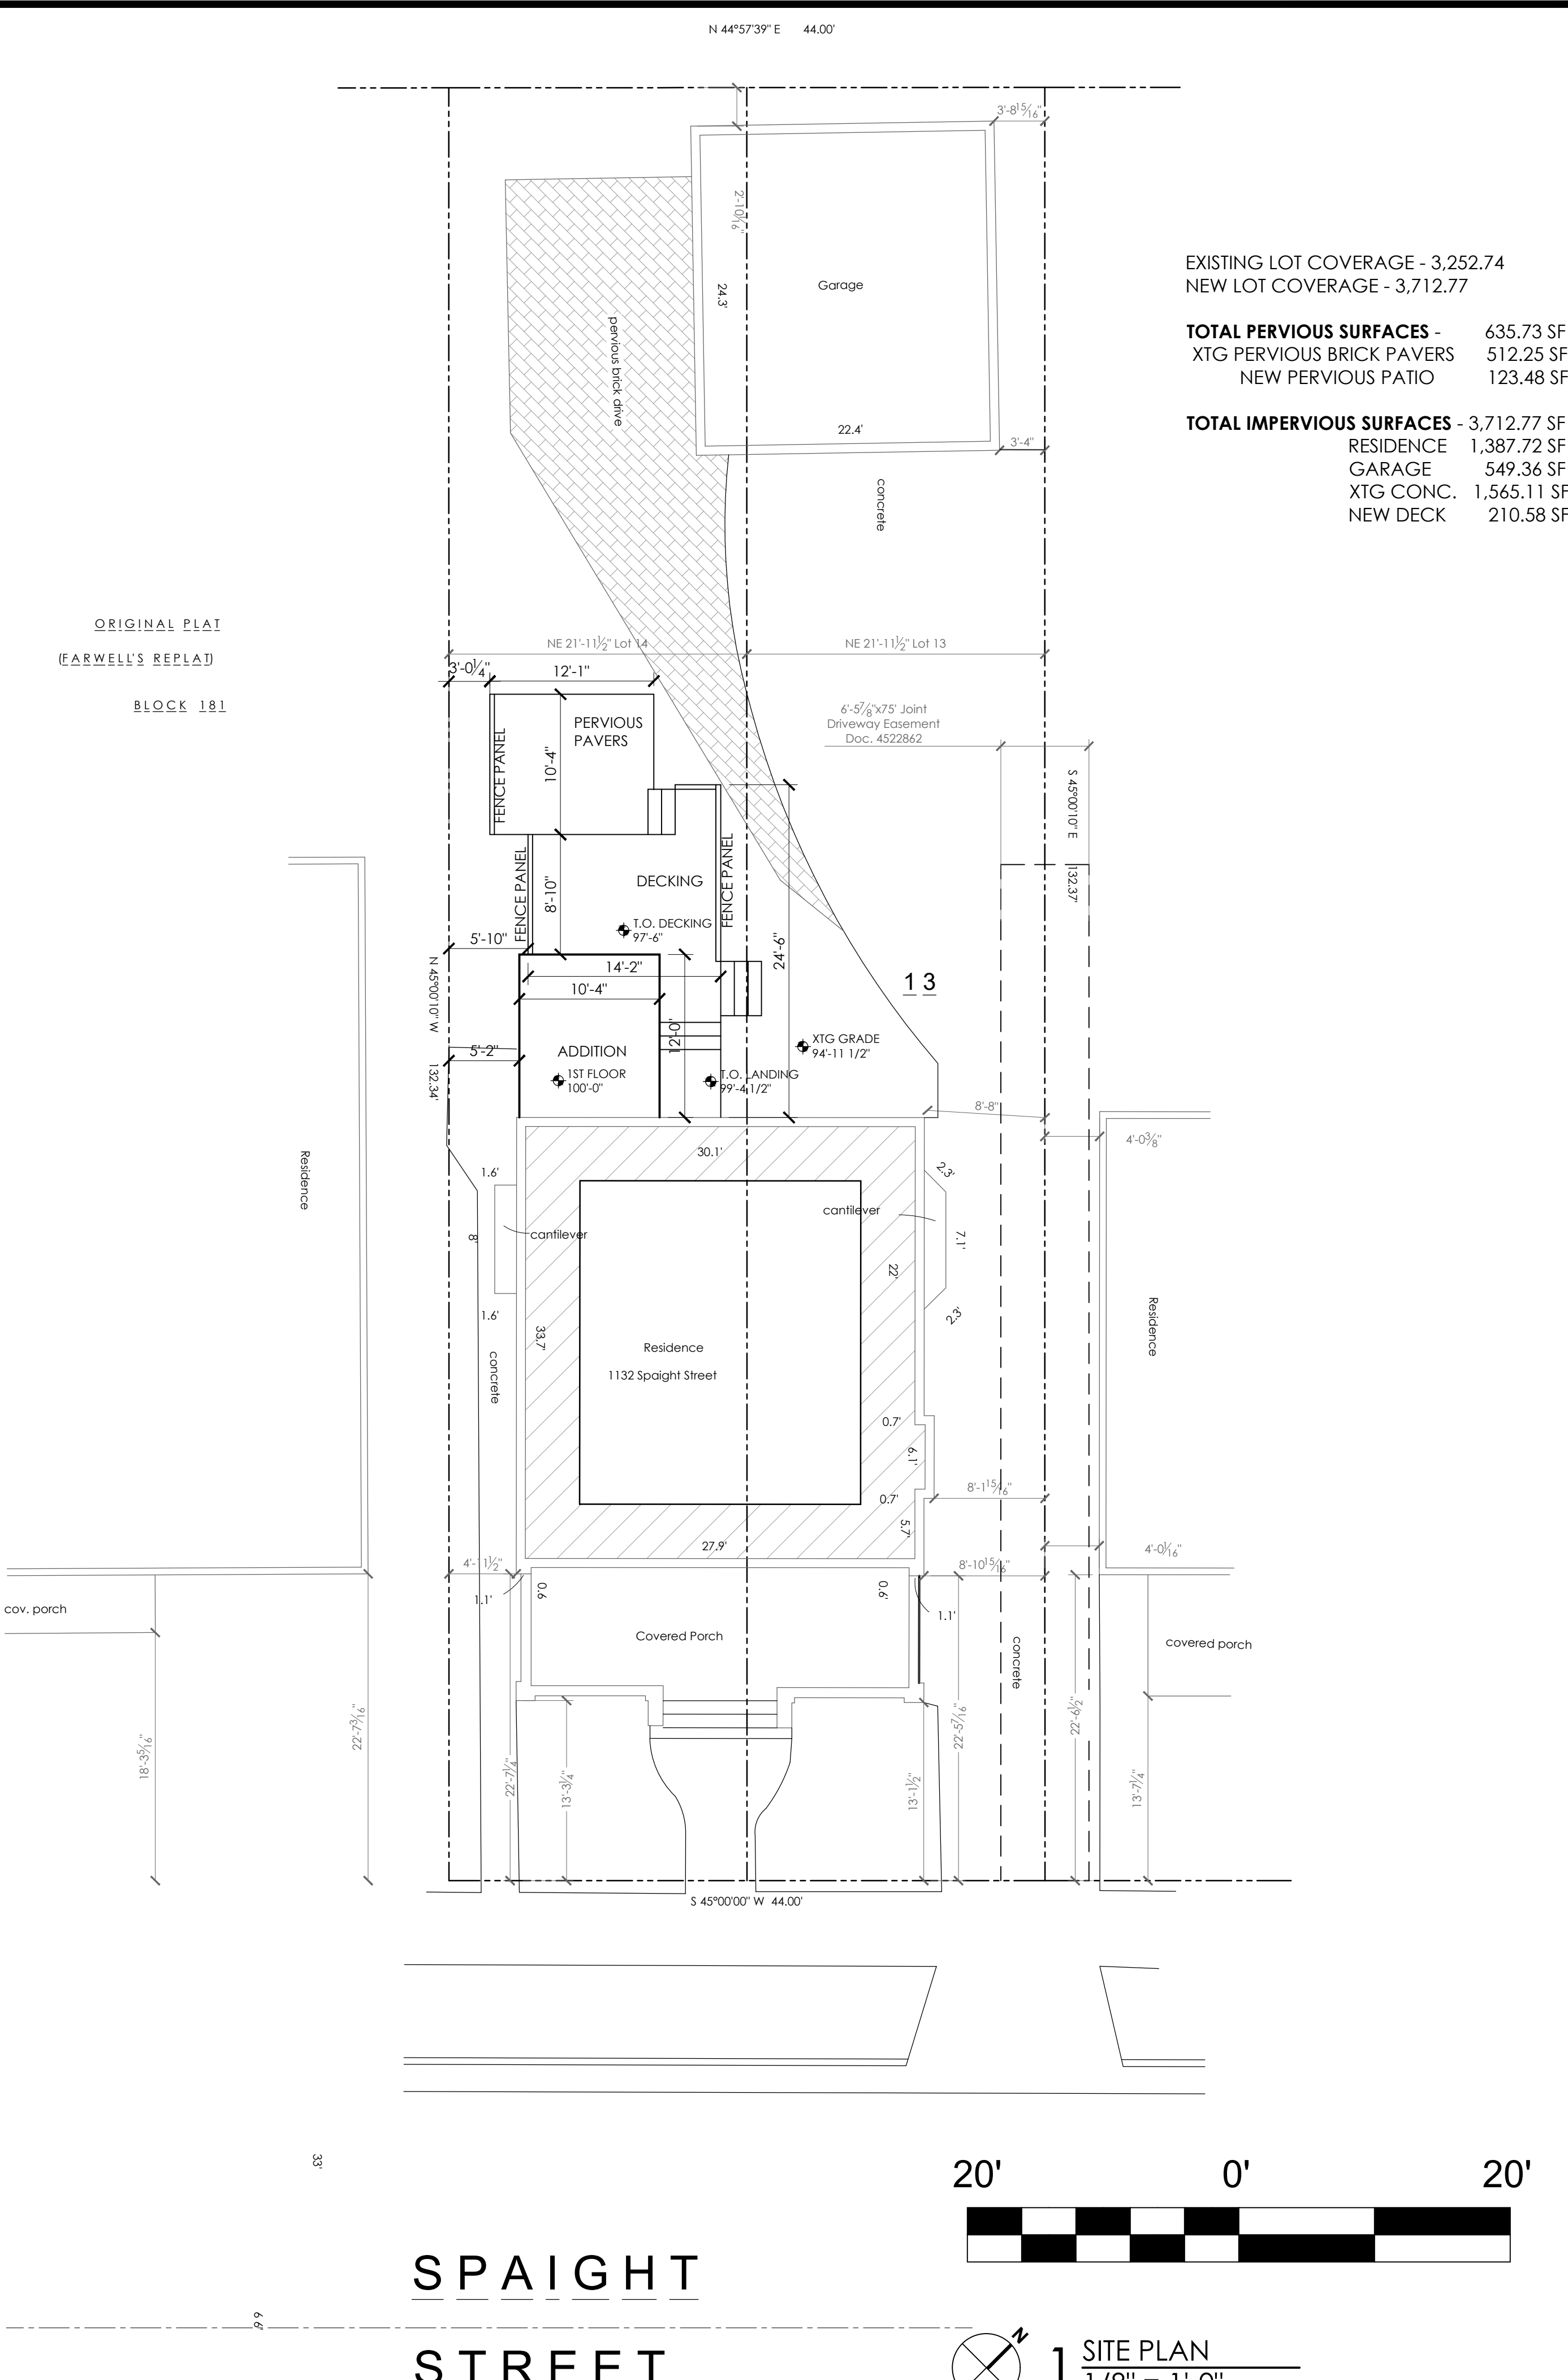 N 44°57'39" E 44.00'
3'-8 15/16"
2'-10 1/16"
24.3'
Garage
22.4'
3'-4"
pervious brick drive
concrete
EXISTING LOT COVERAGE - 3,252.74
NEW LOT COVERAGE - 3,712.77
TOTAL PERVIOUS SURFACES - 635.73 SF
XTG PERVIOUS BRICK PAVERS 512.25 SF
NEW PERVIOUS PATIO 123.48 SF
TOTAL IMPERVIOUS SURFACES - 3,712.77 SF
RESIDENCE 1,387.72 SF
GARAGE 549.36 SF
XTG CONC. 1,565.11 SF
NEW DECK 210.58 SF
ORIGINAL PLAT
(FARWELL'S REPLAT)
BLOCK 181
NE 21'-11 1/2" Lot 14
NE 21'-11 1/2" Lot 13
3'-0 1/4"
12'-1"
PERVIOUS
PAVERS
FENCE PANEL
10'-4"
6'-5 7/8"x75' Joint
Driveway Easement
Doc. 4522862
S 45°00'10" E
132.37'
FENCE PANEL
8'-10"
DECKING
FENCE PANEL
T.O. DECKING
97'-6"
24'-6"
5'-10"
14'-2"
10'-4"
13
N 45°00'10" W
132.34'
12'-0"
XTG GRADE
94'-11 1/2"
5'-2"
ADDITION
1ST FLOOR
100'-0"
T.O. LANDING
99'-4 1/2"
8'-8"
4'-0 3/8"
Residence
30.1'
1.6'
2.3'
cantilever
cantilever
8'
7.1'
22'
1.6'
2.3'
33.7'
concrete
Residence
1132 Spaight Street
Residence
0.7'
6.1'
0.7'
8'-1 15/16"
5.7'
27.9'
4'-11 1/2"
8'-10 15/16"
4'-0 1/16"
1.1'
0.6'
0.6'
1.1'
cov. porch
Covered Porch
concrete
covered porch
18'-3 5/16"
22'-7 3/16"
22'-7 1/4"
13'-3 1/4"
13'-1 1/2"
22'-5 7/16"
22'-6 1/2"
13'-7 1/4"
S 45°00'00" W 44.00'
33'
20' 0' 20'
SPAIGHT
66'
STREET
N
1 SITE PLAN
1/8" = 1'-0"